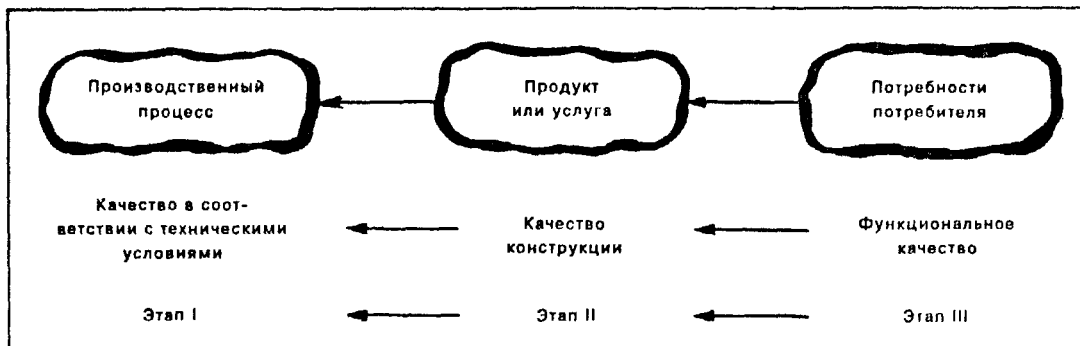 Производственный
процесс
Продукт
или услуга
Потребности
потребителя
Качество в соот-
ветствии с техническими
условиями
Качество
конструкции
Функциональное
качество
Этап I
Этап II
Этап III